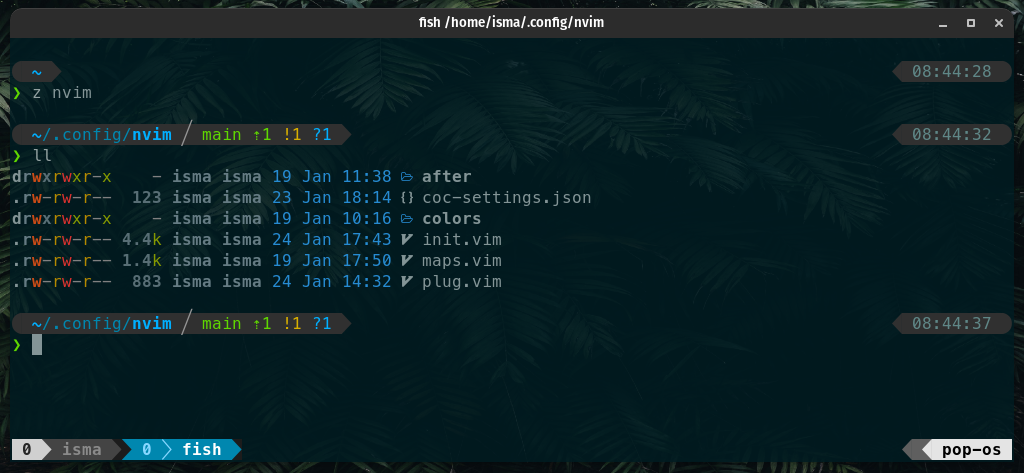 fish /home/isma/.config/nvim
~ 08:44:28
❯ z nvim
~/.config/nvim / main ⇡1 !1 ?1 08:44:32
❯ ll
drwxrwxr-x - isma isma 19 Jan 11:38 after
.rw-rw-r-- 123 isma isma 23 Jan 18:14 {} coc-settings.json
drwxrwxr-x - isma isma 19 Jan 10:16 colors
.rw-rw-r-- 4.4k isma isma 24 Jan 17:43 init.vim
.rw-rw-r-- 1.4k isma isma 19 Jan 17:50 maps.vim
.rw-rw-r-- 883 isma isma 24 Jan 14:32 plug.vim
~/.config/nvim / main ⇡1 !1 ?1 08:44:37
❯
0 isma 0 fish pop-os